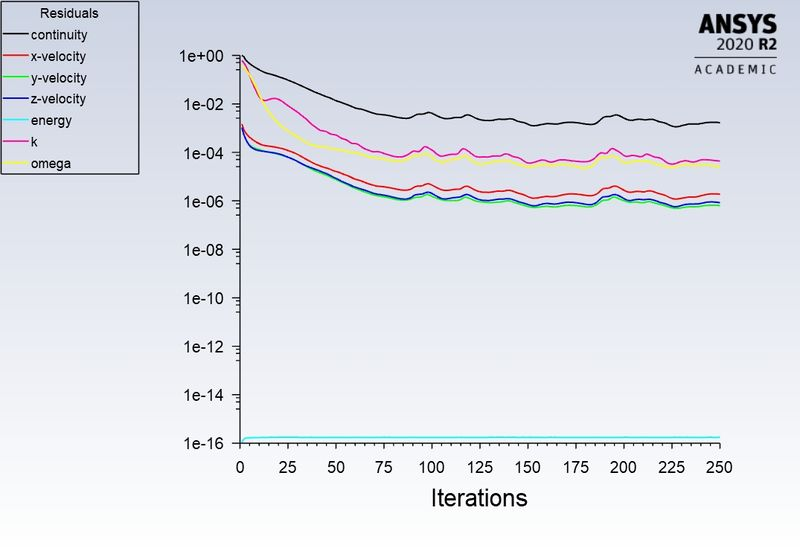 Residuals
continuity
x-velocity
y-velocity
z-velocity
energy
k
omega
ANSYS
2020 R2
ACADEMIC
1e+00
1e-02
1e-04
1e-06
1e-08
1e-10
1e-12
1e-14
1e-16
0 25 50 75 100 125 150 175 200 225 250
Iterations